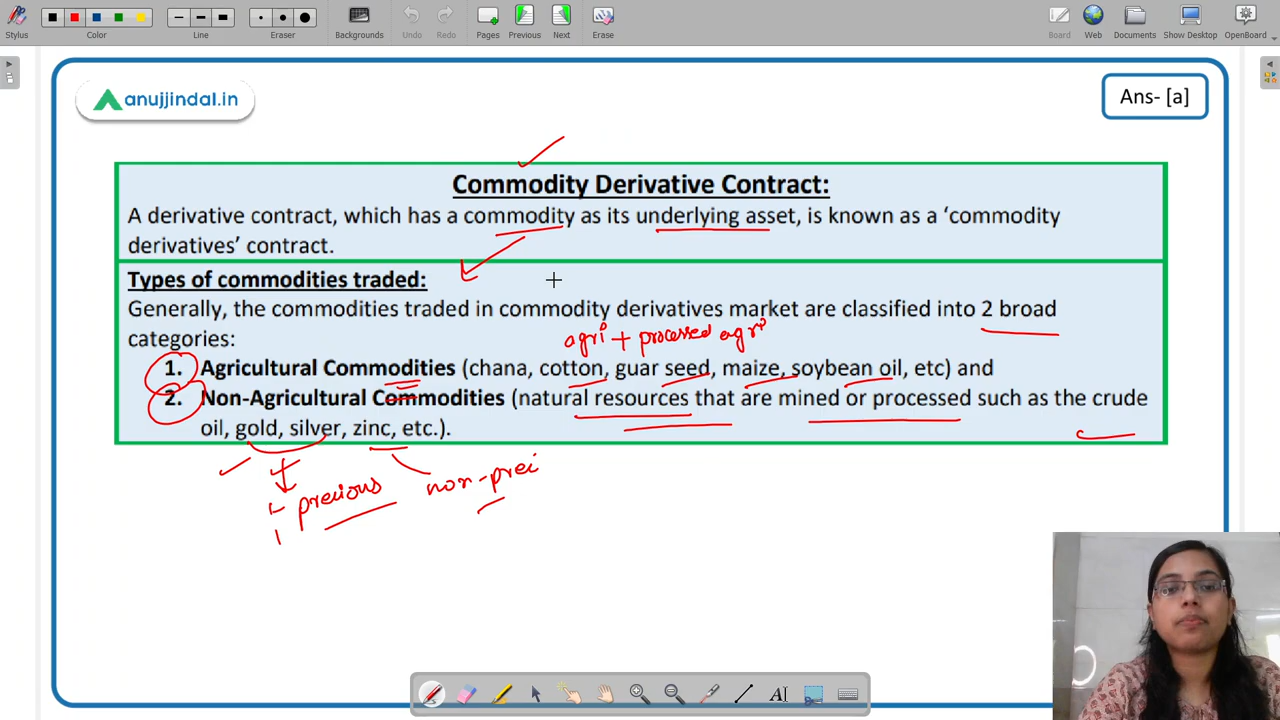 Stylus
Color
Line
Eraser
Backgrounds
Undo
Redo
Pages
Previous
Next
Erase
Board
Web
Documents
Show Desktop
OpenBoard
anujjindal.in
Ans- [a]
Commodity Derivative Contract:
A derivative contract, which has a commodity as its underlying asset, is known as a ‘commodity
derivatives’ contract.
Types of commodities traded:
Generally, the commodities traded in commodity derivatives market are classified into 2 broad
categories:
agri + processed agri
1. Agricultural Commodities (chana, cotton, guar seed, maize, soybean oil, etc) and
2. Non-Agricultural Commodities (natural resources that are mined or processed such as the crude
oil, gold, silver, zinc, etc.).
precious
non-preci